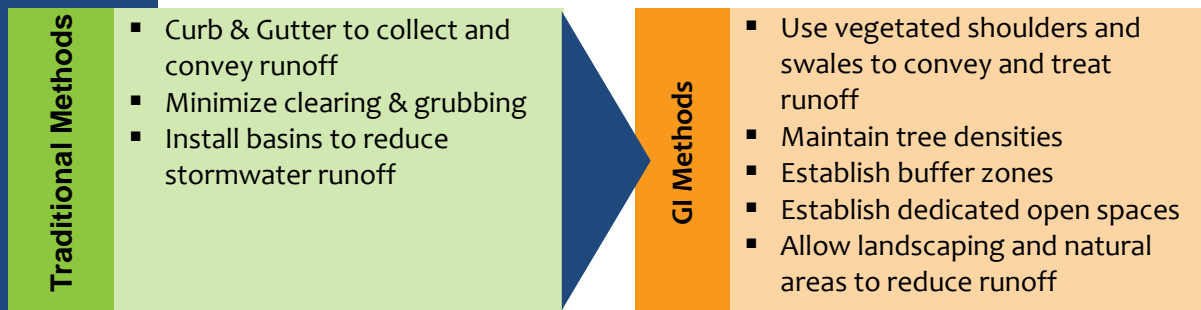 Traditional Methods
▪ Curb & Gutter to collect and
convey runoff
▪ Minimize clearing & grubbing
▪ Install basins to reduce
stormwater runoff
GI Methods
▪ Use vegetated shoulders and
swales to convey and treat
runoff
▪ Maintain tree densities
▪ Establish buffer zones
▪ Establish dedicated open spaces
▪ Allow landscaping and natural
areas to reduce runoff